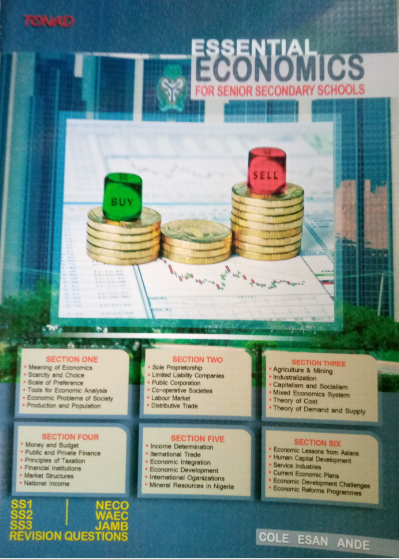 TONAD
ESSENTIAL
ECONOMICS
FOR SENIOR SECONDARY SCHOOLS
BUY
SELL
SECTION ONE
• Meaning of Economics
• Scarcity and Choice
• Scale of Preference
• Tools for Economic Analysis
• Economic Problems of Society
• Production and Population
SECTION TWO
• Sole Proprietorship
• Limited Liability Companies
• Public Corporation
• Co-operative Societies
• Labour Market
• Distributive Trade
SECTION THREE
• Agriculture & Mining
• Industralization
• Capitalism and Socialism
• Mixed Economics System
• Theory of Cost
• Theory of Demand and Supply
SECTION FOUR
• Money and Budget
• Public and Private Finance
• Principles of Taxation
• Financial Institutions
• Market Structures
• National Income
SECTION FIVE
• Income Determination
• Iternational Trade
• Economic Integration
• Economic Development
• International Oganizations
• Mineral Resources in Nigeria
SECTION SIX
• Economic Lessons from Asians
• Human Capital Development
• Service Industries
• Current Economic Plans
• Economic Development Challenges
• Economic Reforms Programmes
SS1 NECO
SS2 WAEC
SS3 JAMB
REVISION QUESTIONS
COLE ESAN ANDE